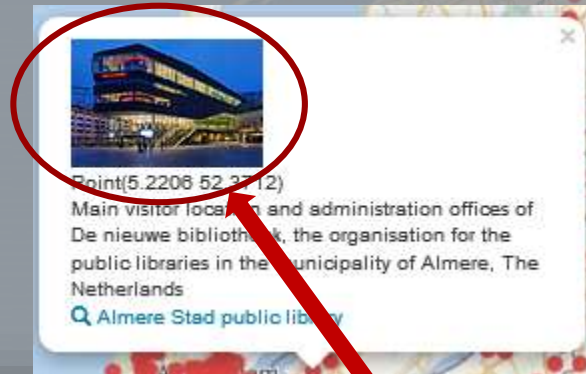 ×
Point(5.2206 52.3712)
Main visitor location and administration offices of
De nieuwe bibliotheek, the organisation for the
public libraries in the municipality of Almere, The
Netherlands
Almere Stad public library